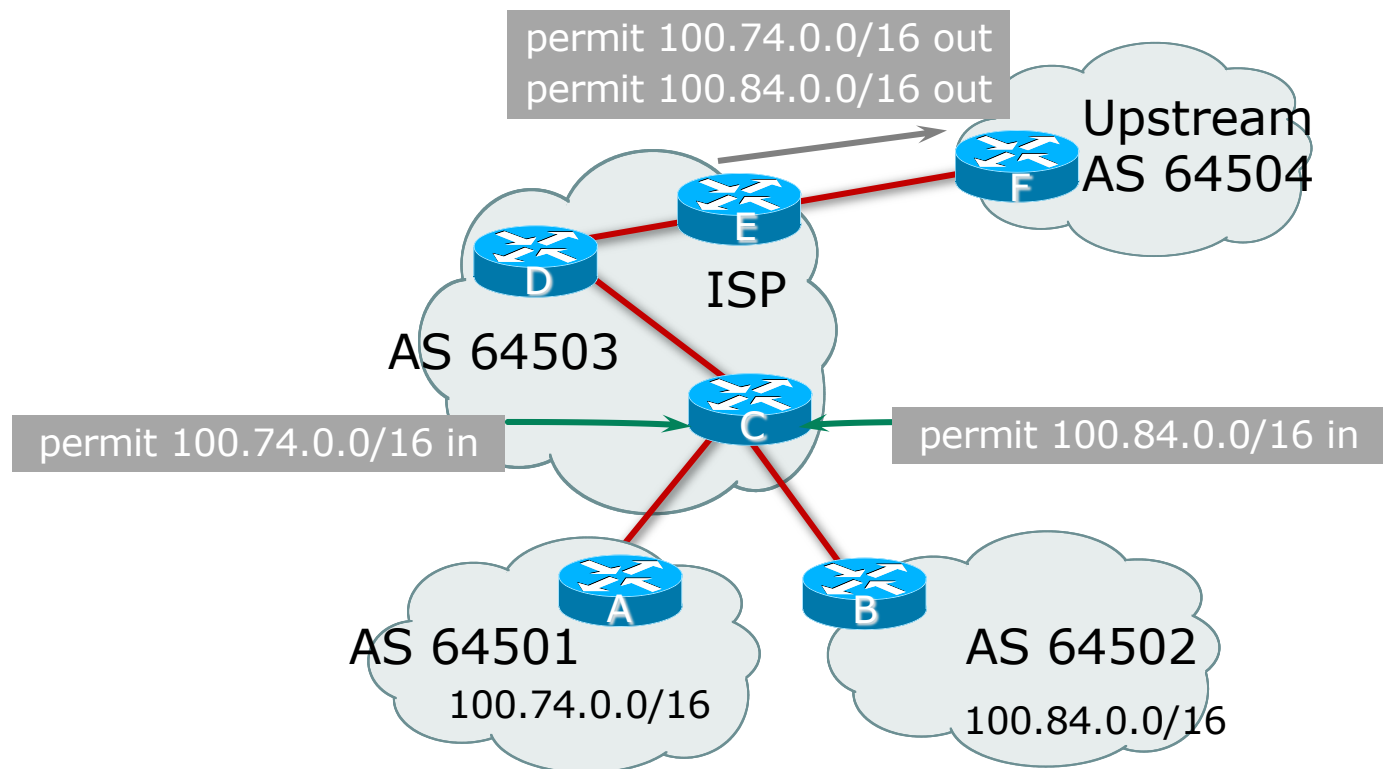 permit 100.74.0.0/16 out
permit 100.84.0.0/16 out
Upstream
AS 64504
F
E
D
ISP
AS 64503
C
permit 100.74.0.0/16 in
permit 100.84.0.0/16 in
A
B
AS 64501
100.74.0.0/16
AS 64502
100.84.0.0/16